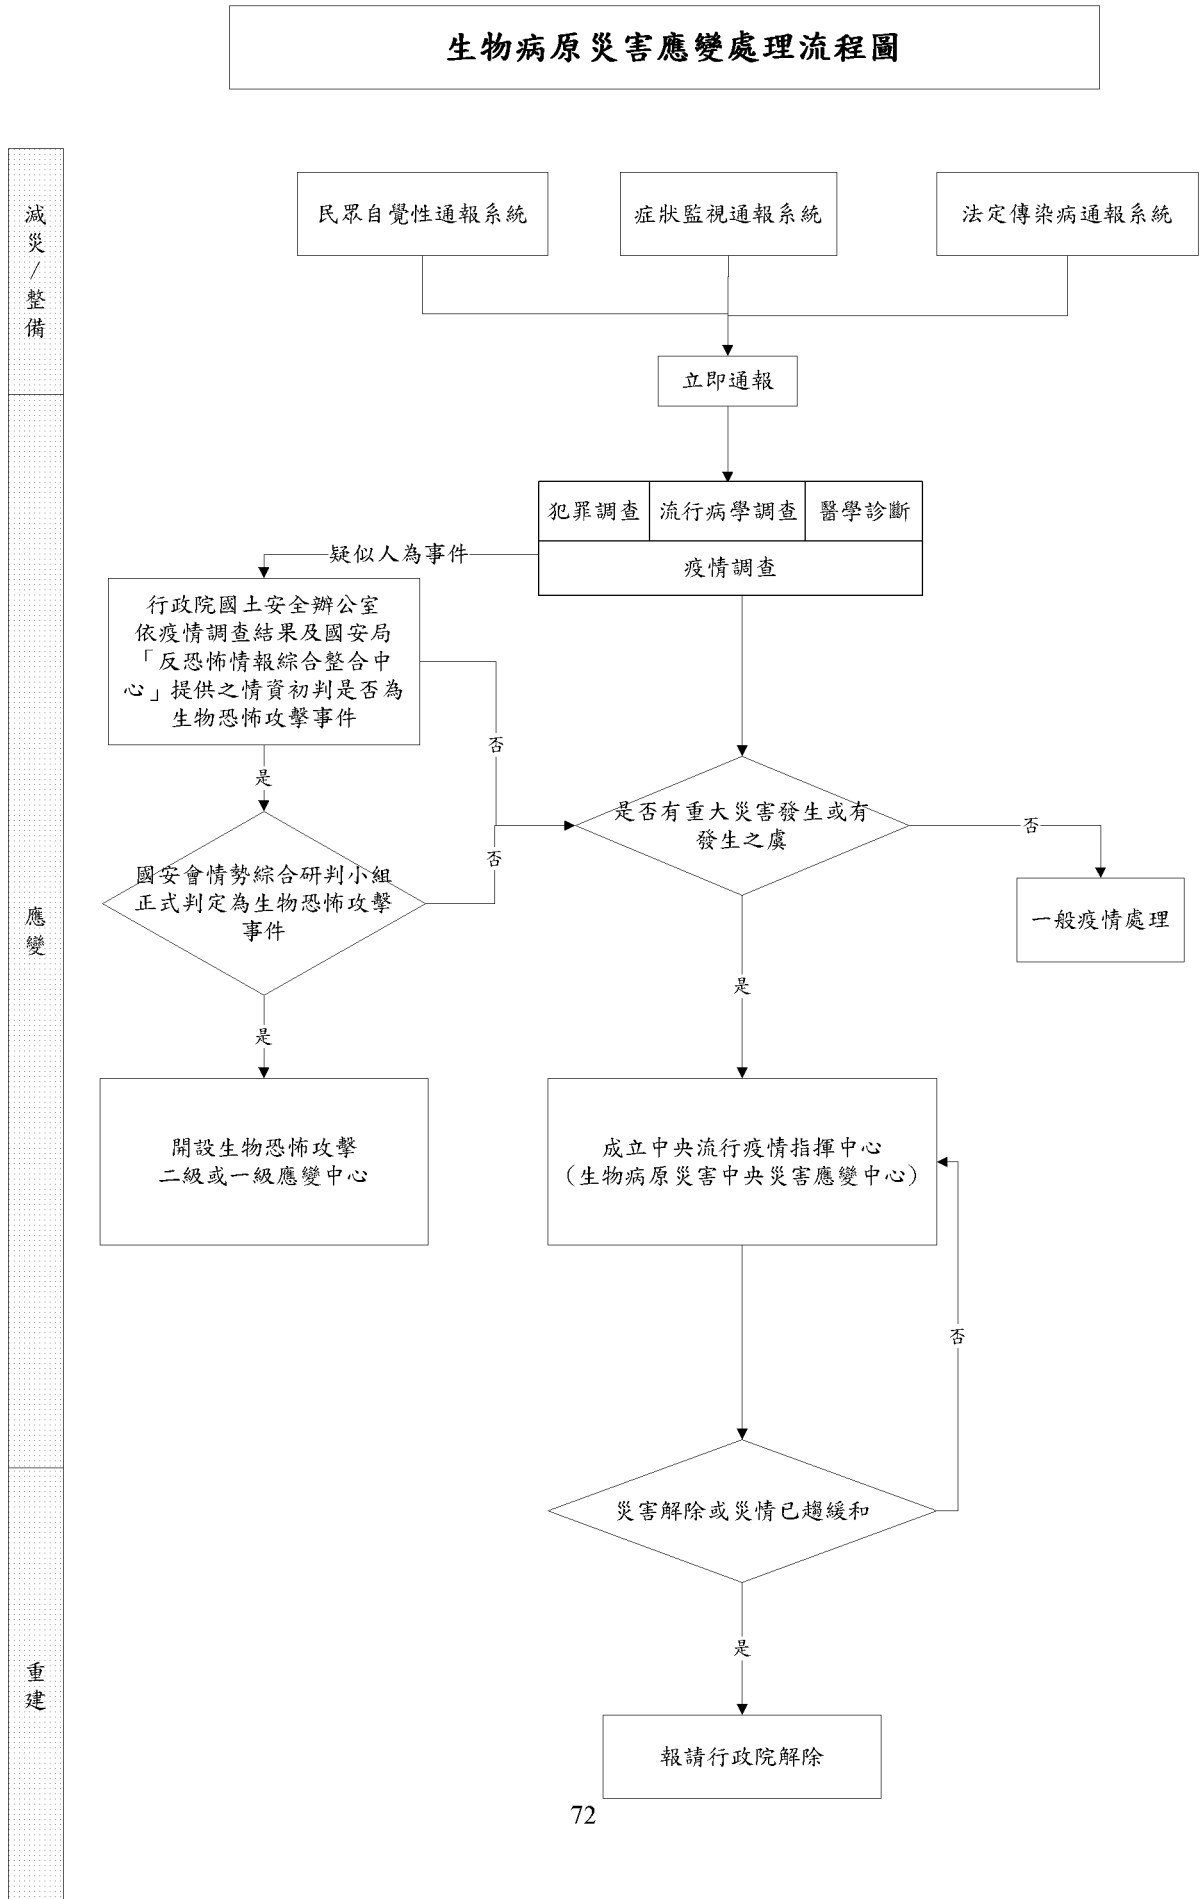 生物病原災害應變處理流程圖
減
災
/
整
備
民眾自覺性通報系統
症狀監視通報系統
法定傳染病通報系統
立即通報
犯罪調查
流行病學調查
醫學診斷
疫情調查
疑似人為事件
行政院國土安全辦公室
依疫情調查結果及國安局
「反恐怖情報綜合整合中
心」提供之情資初判是否為
生物恐怖攻擊事件
否
是
是否有重大災害發生或有
發生之虞
否
否
國安會情勢綜合研判小組
正式判定為生物恐怖攻擊
事件
一般疫情處理
應
變
是
是
開設生物恐怖攻擊
二級或一級應變中心
成立中央流行疫情指揮中心
（生物病原災害中央災害應變中心）
否
災害解除或災情已趨緩和
是
重
建
報請行政院解除
72